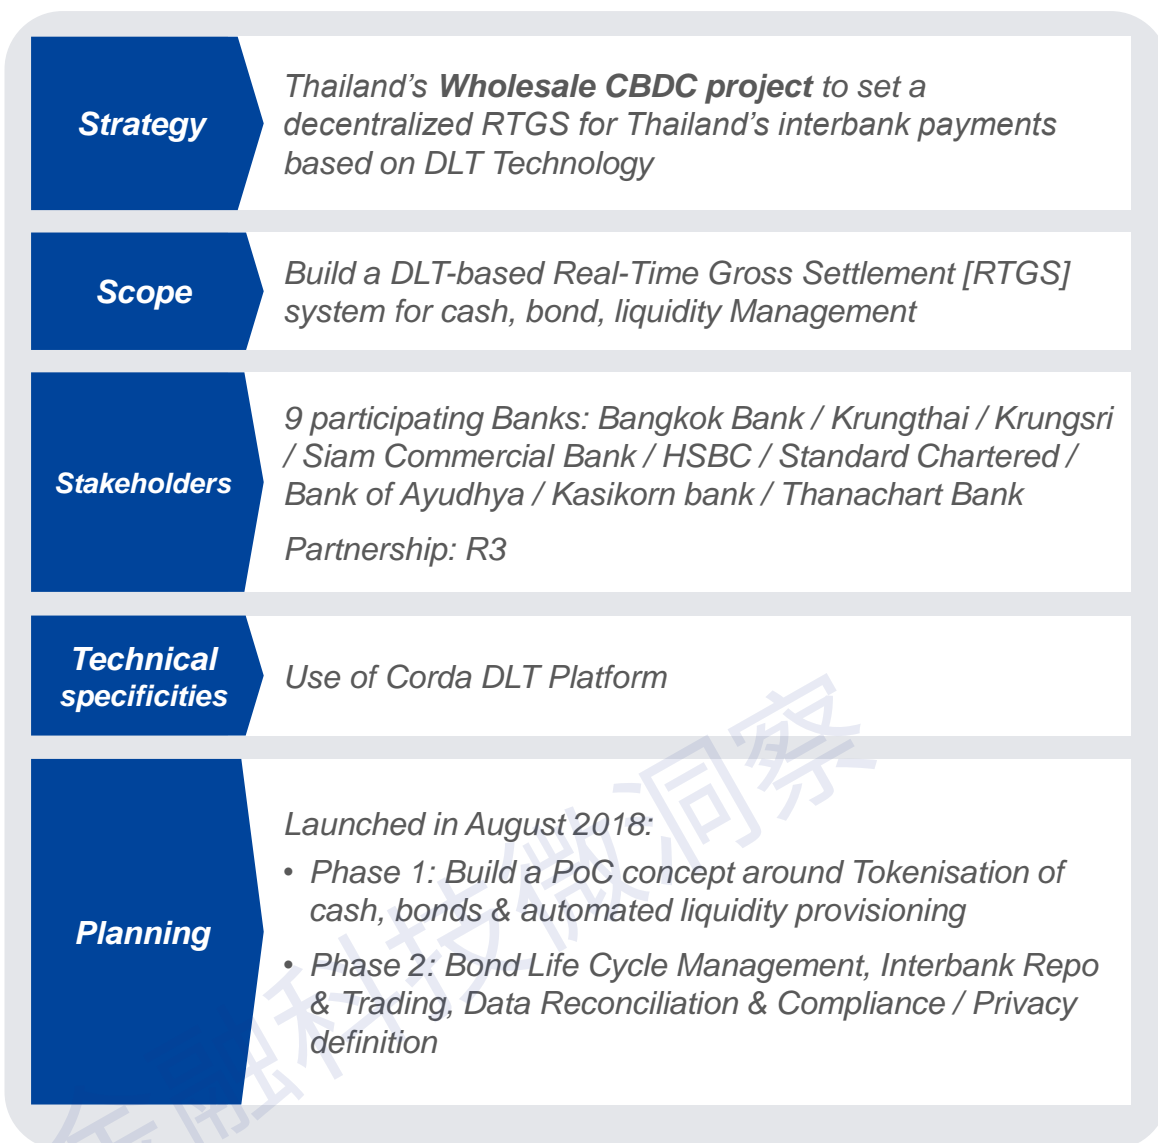 Strategy
Thailand's Wholesale CBDC project to set a
decentralized RTGS for Thailand's interbank payments
based on DLT Technology
Scope
Build a DLT-based Real-Time Gross Settlement [RTGS]
system for cash, bond, liquidity Management
Stakeholders
9 participating Banks: Bangkok Bank / Krungthai / Krungsri
/ Siam Commercial Bank / HSBC / Standard Chartered /
Bank of Ayudhya / Kasikorn bank / Thanachart Bank
Partnership: R3
Technical
specificities
Use of Corda DLT Platform
Planning
Launched in August 2018:
• Phase 1: Build a PoC concept around Tokenisation of
cash, bonds & automated liquidity provisioning
• Phase 2: Bond Life Cycle Management, Interbank Repo
& Trading, Data Reconciliation & Compliance / Privacy
definition
金融科技微洞察